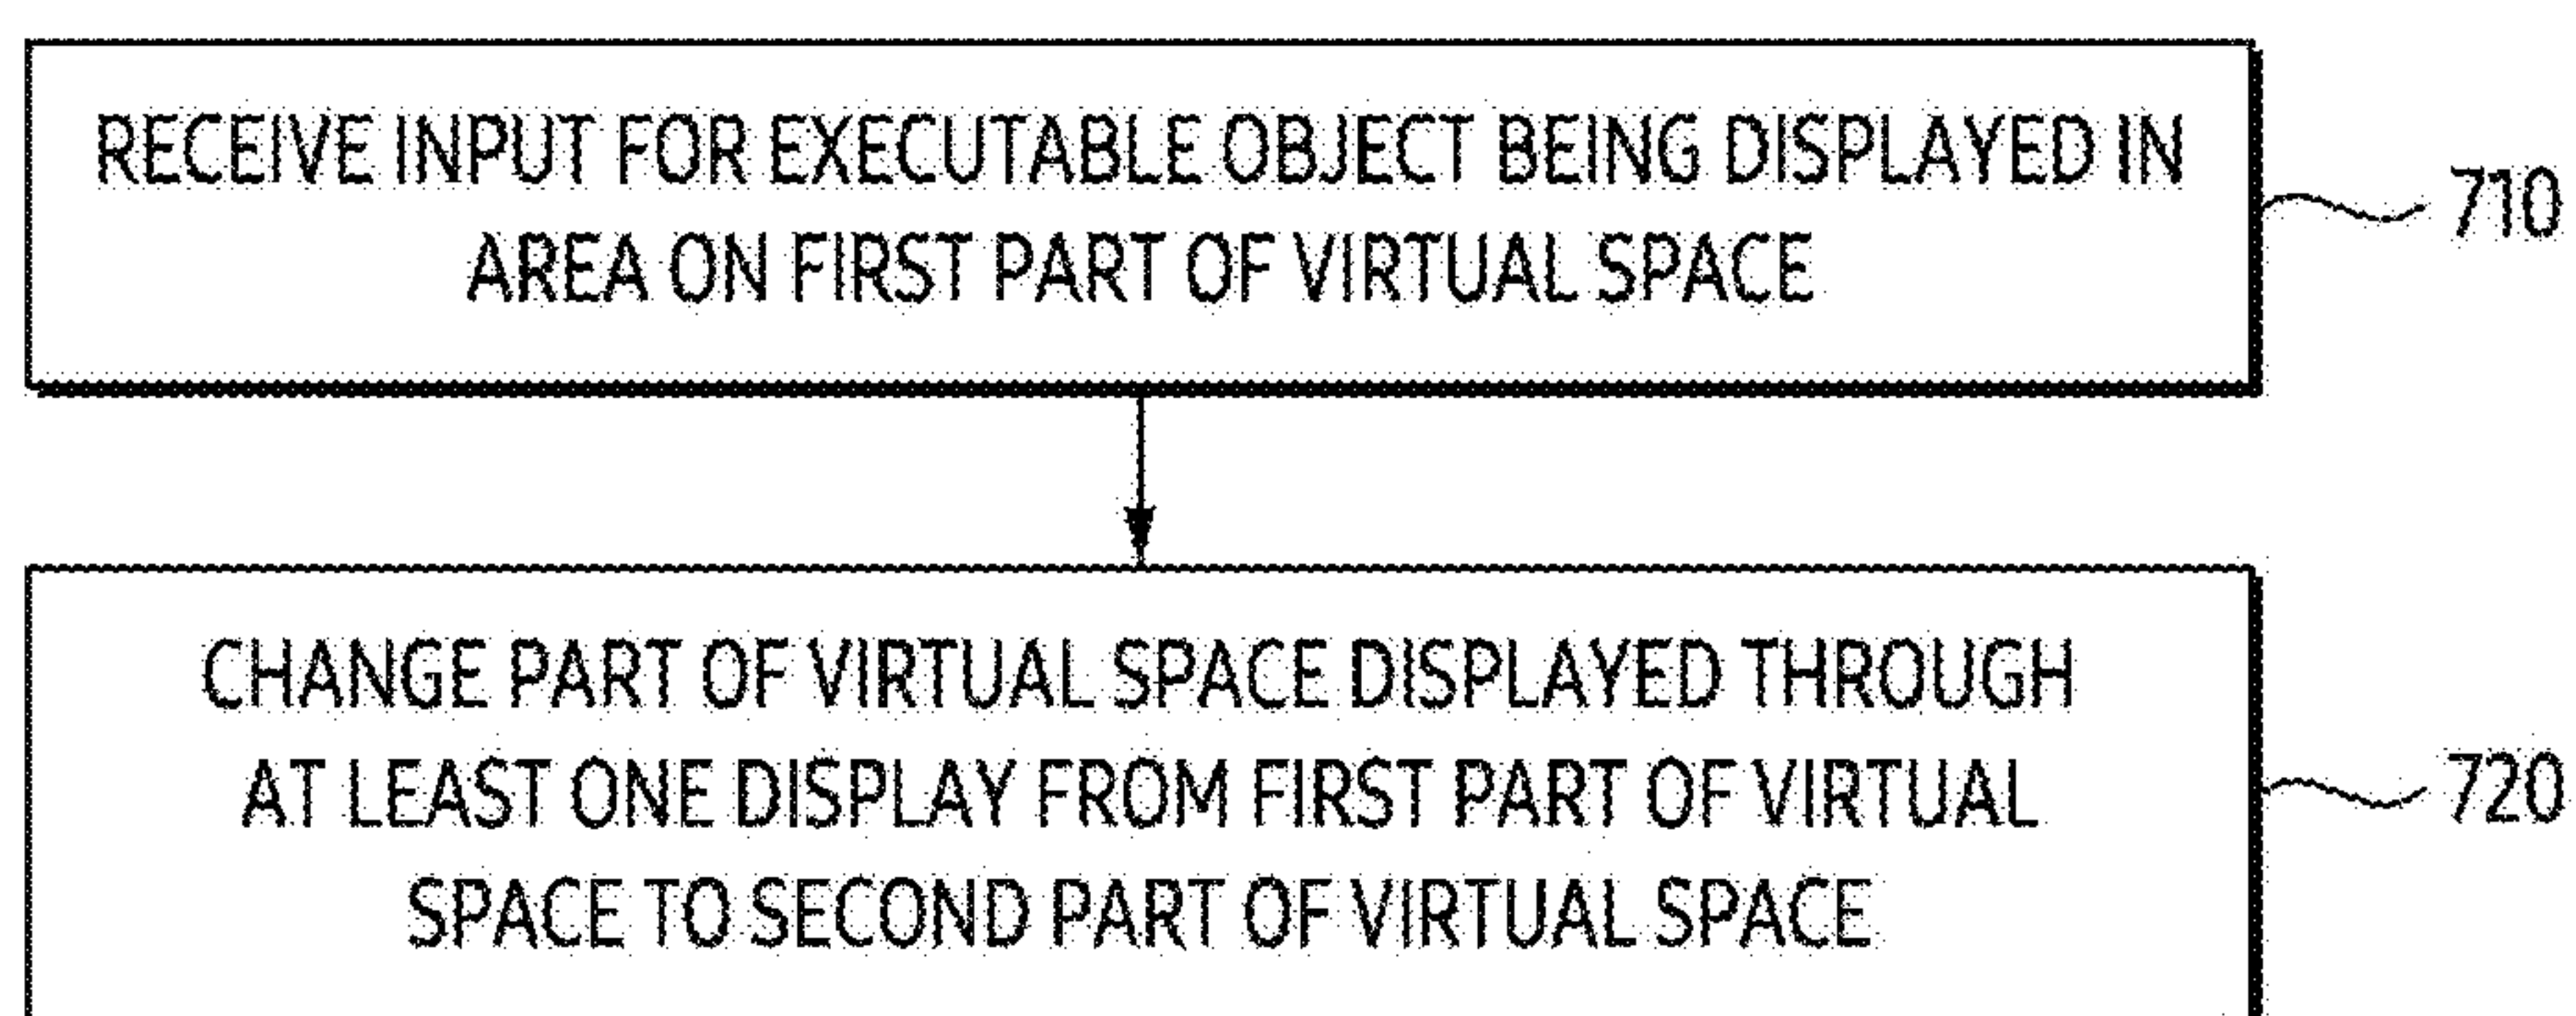 RECEIVE INPUT FOR EXECUTABLE OBJECT BEING DISPLAYED IN
AREA ON FIRST PART OF VIRTUAL SPACE
710
CHANGE PART OF VIRTUAL SPACE DISPLAYED THROUGH
AT LEAST ONE DISPLAY FROM FIRST PART OF VIRTUAL
SPACE TO SECOND PART OF VIRTUAL SPACE
720